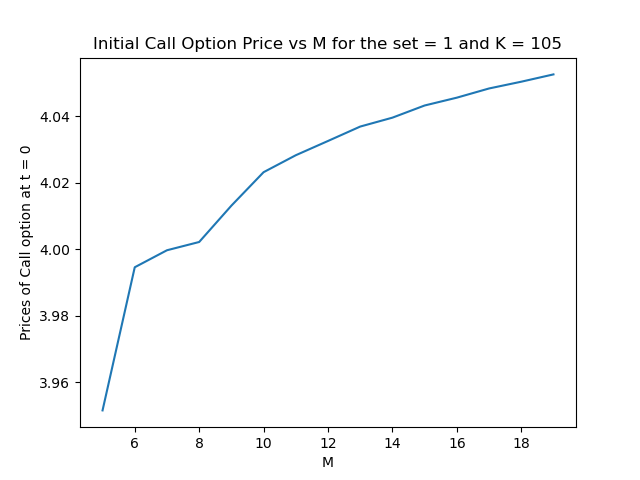 Initial Call Option Price vs M for the set = 1 and K = 105
Prices of Call option at t = 0
4.04
4.02
4.00
3.98
3.96
6 8 10 12 14 16 18
M